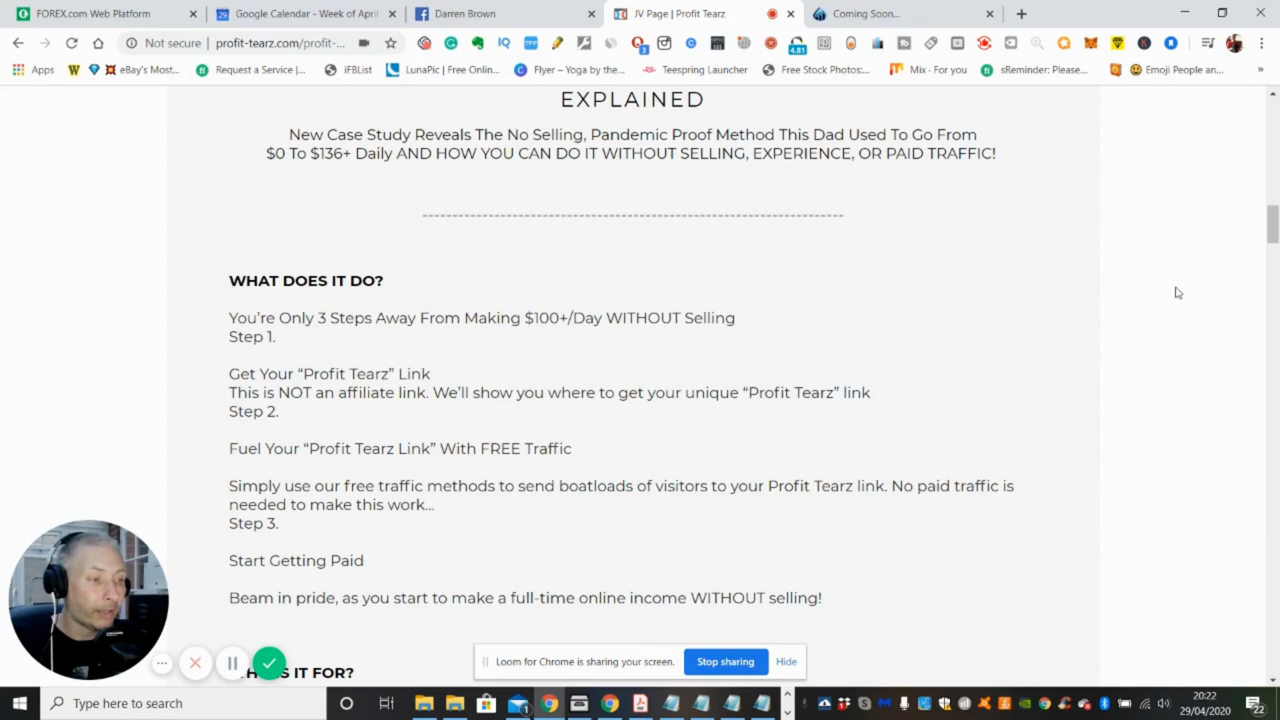 FOREX.com Web Platform
Google Calendar - Week of April
Darren Brown
JV Page | Profit Tearz
Coming Soon...
Not secure | profit-tearz.com/profit-...
Apps
eBay's Most...
Request a Service |...
iFBList
LunaPic | Free Onlin...
Flyer – Yoga by the...
Teespring Launcher
Free Stock Photos:...
Mix - For you
sReminder: Please...
Emoji People an...
EXPLAINED
New Case Study Reveals The No Selling, Pandemic Proof Method This Dad Used To Go From
$0 To $136+ Daily AND HOW YOU CAN DO IT WITHOUT SELLING, EXPERIENCE, OR PAID TRAFFIC!
WHAT DOES IT DO?
You're Only 3 Steps Away From Making $100+/Day WITHOUT Selling
Step 1.
Get Your “Profit Tearz” Link
This is NOT an affiliate link. We'll show you where to get your unique “Profit Tearz” link
Step 2.
Fuel Your “Profit Tearz Link” With FREE Traffic
Simply use our free traffic methods to send boatloads of visitors to your Profit Tearz link. No paid traffic is
needed to make this work...
Step 3.
Start Getting Paid
Beam in pride, as you start to make a full-time online income WITHOUT selling!
IT FOR?
Loom for Chrome is sharing your screen.
Stop sharing
Hide
Type here to search
20:22
29/04/2020